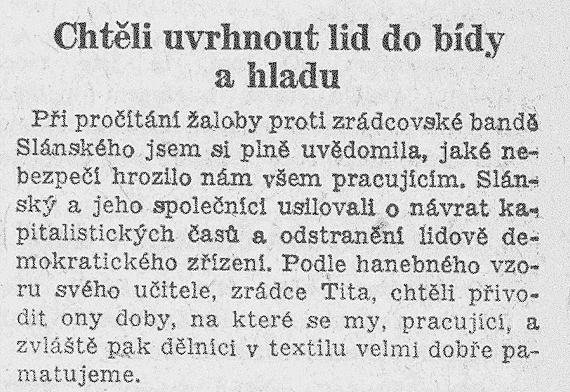 Chtěli uvrhnout lid do bídy
a hladu
Při pročítání žaloby proti zrádcovské bandě
Slánského jsem si plně uvědomila, jaké ne-
bezpečí hrozilo nám všem pracujícím. Slán-
ský a jeho společníci usilovali o návrat ka-
pitalistických časů a odstranění lidově de-
mokratického zřízení. Podle hanebného vzo-
ru svého učitele, zrádce Tita, chtěli přivo-
dit ony doby, na které se my, pracující, a
zvláště pak dělníci v textilu velmi dobře pa-
matujeme.